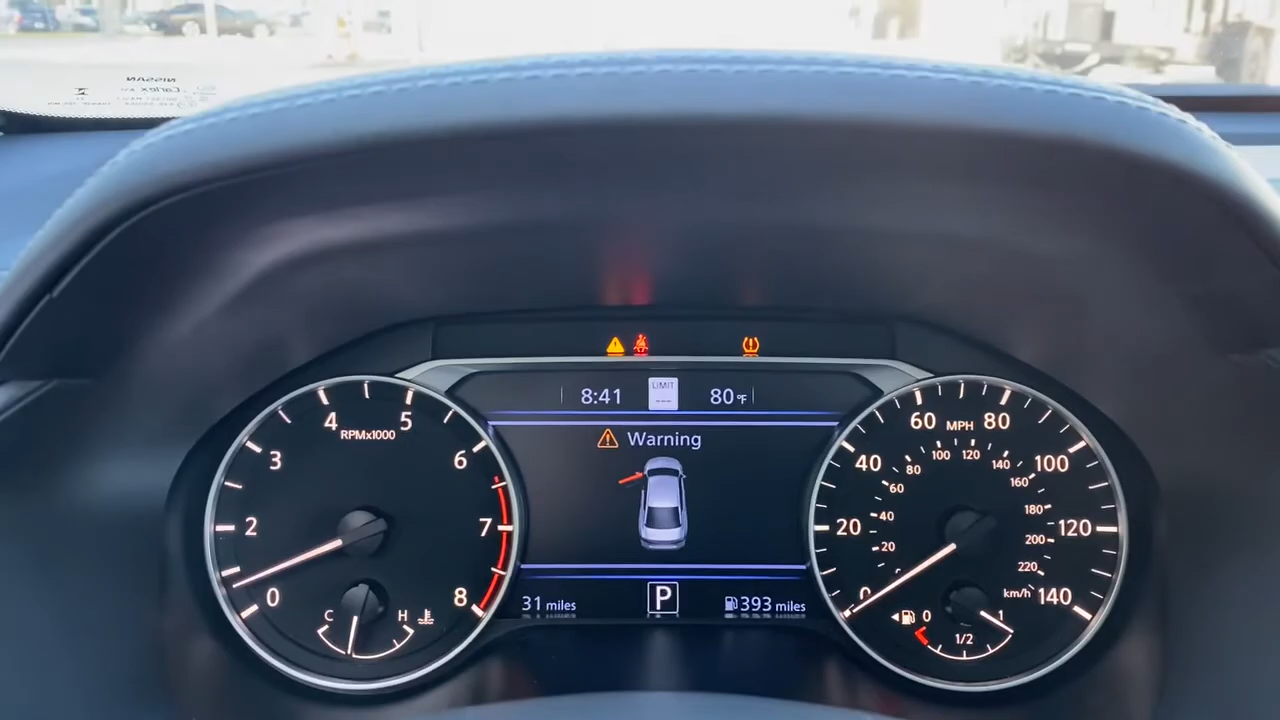 NISSAN
8:41
LIMIT
---
80°F
Warning
4
5
RPMx1000
3
6
2
7
0
8
C
H
31 miles
P
393 miles
60
MPH
80
40
100
20
120
0
140
km/h
20
40
60
80
100
120
140
160
180
200
220
0
1/2
1